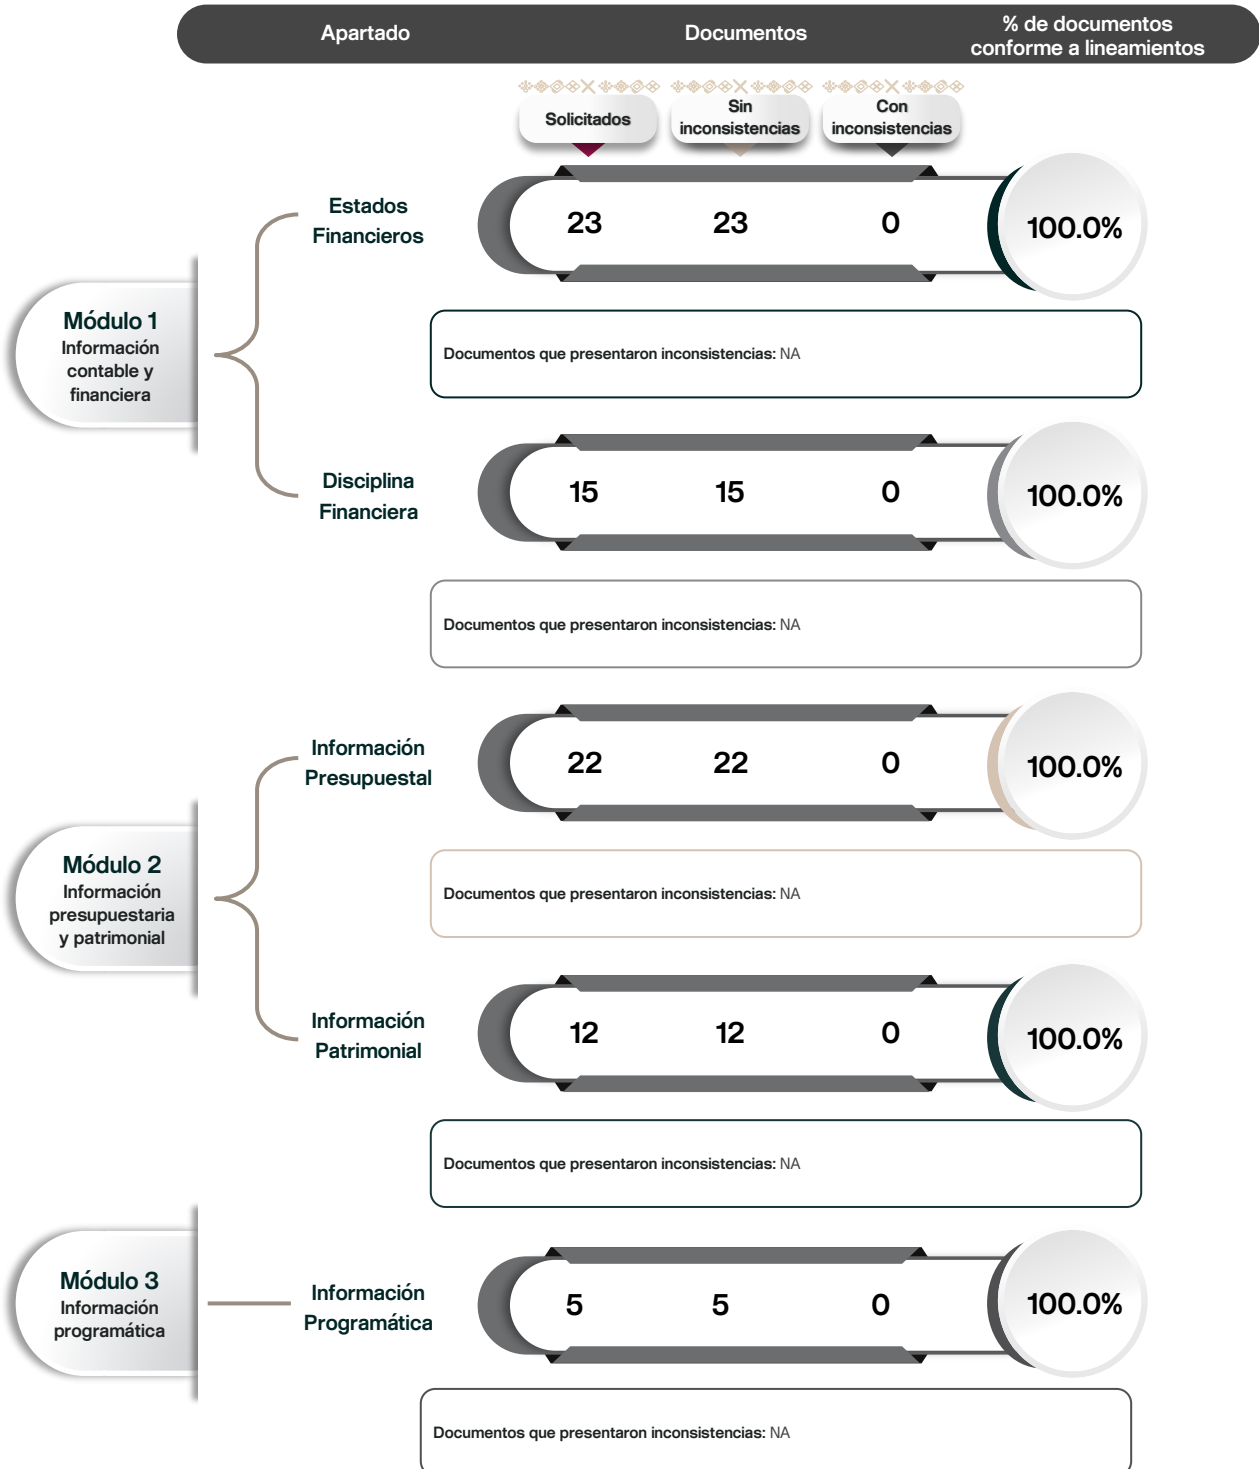 Apartado
Documentos
% de documentos
conforme a lineamientos
Solicitados
Sin
inconsistencias
Con
inconsistencias
Módulo 1
Información
contable y
financiera
Estados
Financieros
23 23 0 100.0%
Documentos que presentaron inconsistencias: NA
Disciplina
Financiera
15 15 0 100.0%
Documentos que presentaron inconsistencias: NA
Módulo 2
Información
presupuestaria
y patrimonial
Información
Presupuestal
22 22 0 100.0%
Documentos que presentaron inconsistencias: NA
Información
Patrimonial
12 12 0 100.0%
Documentos que presentaron inconsistencias: NA
Módulo 3
Información
programática
Información
Programática
5 5 0 100.0%
Documentos que presentaron inconsistencias: NA